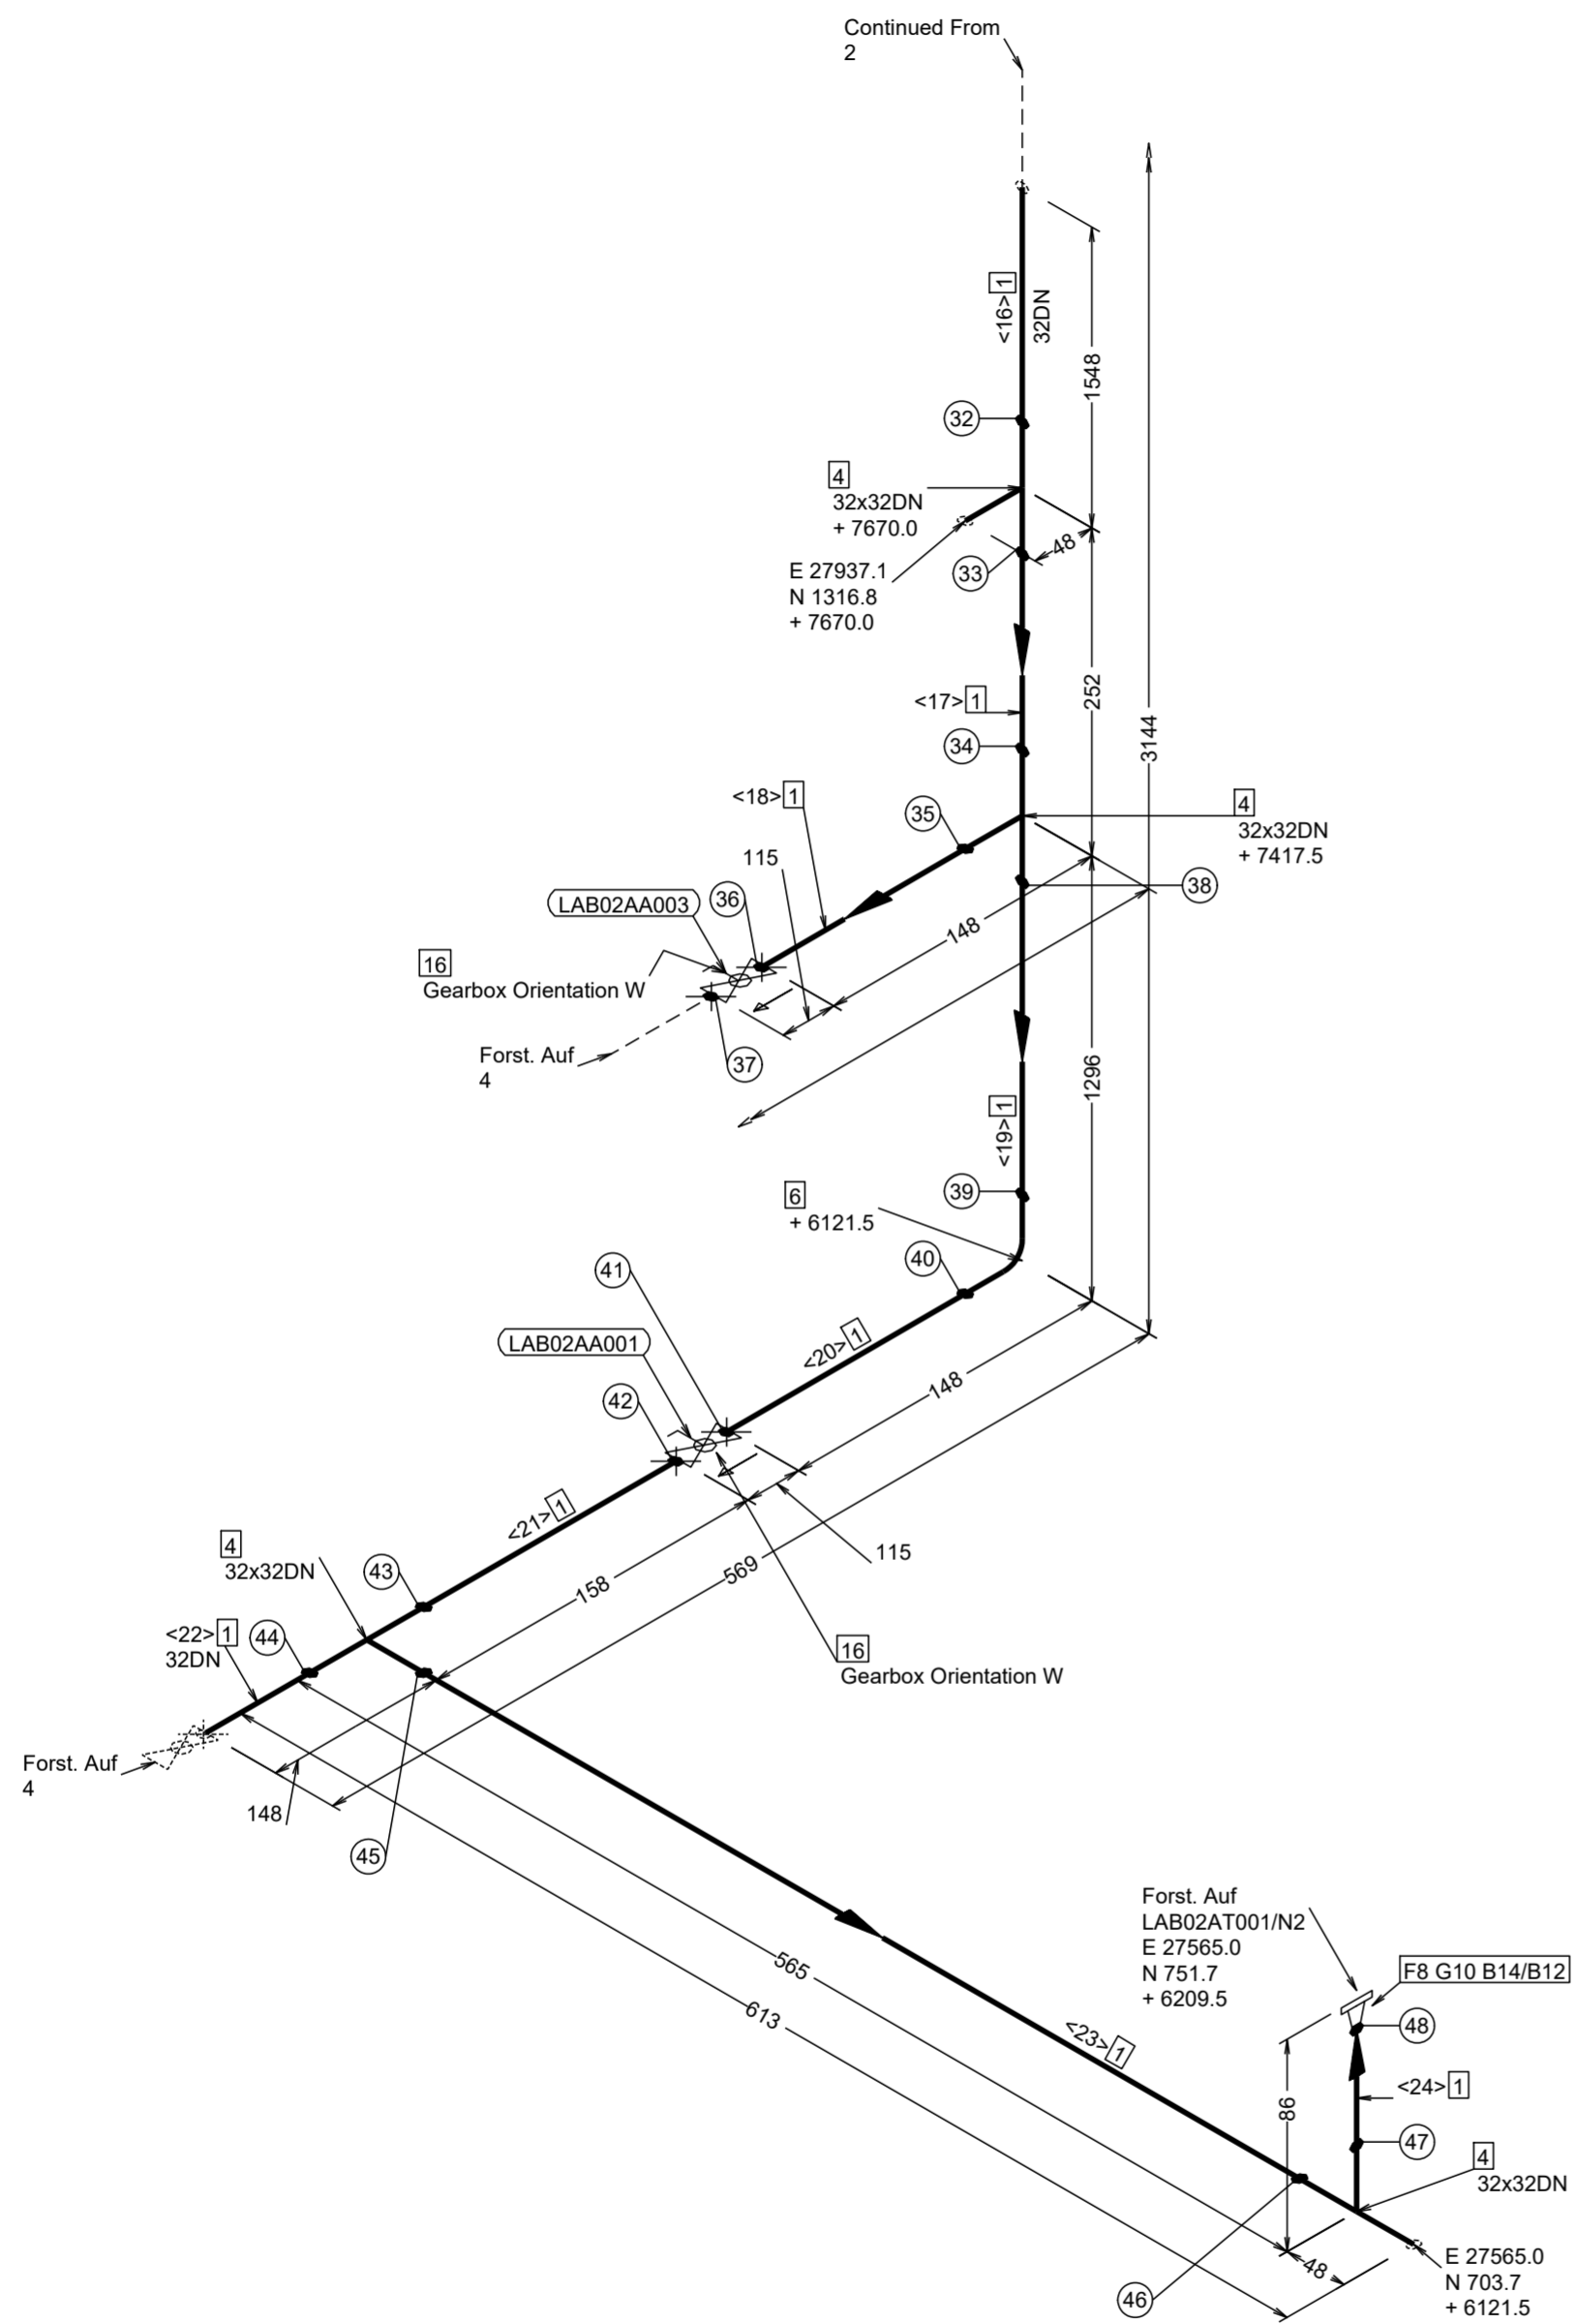 Continued From
2
<16> 1
32DN
1548
32
4
32x32DN
+ 7670.0
48
33
E 27937.1
N 1316.8
+ 7670.0
252
<17> 1
3144
34
<18> 1
35
4
32x32DN
+ 7417.5
115
38
LAB02AA003
36
148
16
Gearbox Orientation W
37
Forst. Auf
4
1296
<19> 1
6
+ 6121.5
39
40
41
LAB02AA001
<20> 1
148
42
<21> 1
115
4
32x32DN
43
569
158
<22> 1
32DN
44
16
Gearbox Orientation W
Forst. Auf
4
148
45
Forst. Auf
LAB02AT001/N2
E 27565.0
N 751.7
+ 6209.5
F8 G10 B14/B12
565
613
48
<23> 1
<24> 1
86
47
4
32x32DN
48
46
E 27565.0
N 703.7
+ 6121.5